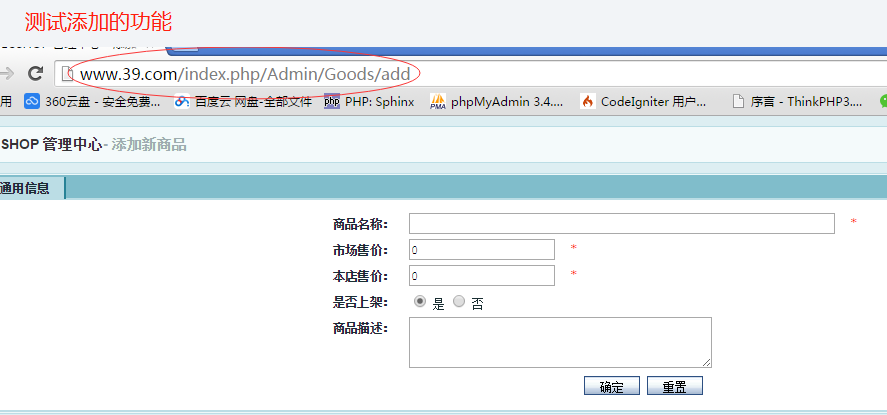 测试添加的功能
www.39.com/index.php/Admin/Goods/add
用 360云盘 - 安全免费... 百度云 网盘-全部文件 php PHP: Sphinx PMA phpMyAdmin 3.4.... CodeIgniter 用户... 序言 - ThinkPHP3....
SHOP 管理中心 - 添加新商品
通用信息
商品名称: *
市场售价: 0 *
本店售价: 0 *
是否上架: 是 否
商品描述:
确定 重置